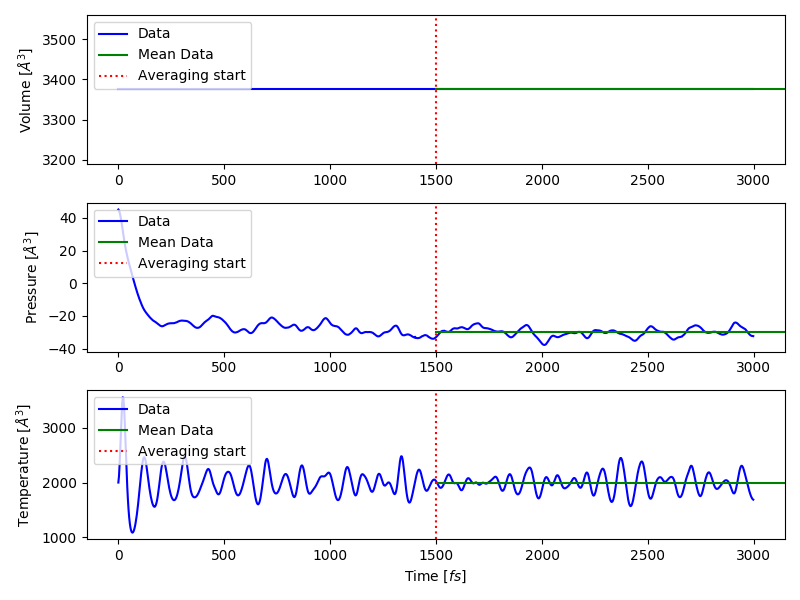 Volume [Å³]
3500
3400
3300
3200
Data
Mean Data
Averaging start
0 500 1000 1500 2000 2500 3000
Pressure [Å³]
40
20
0
−20
−40
Data
Mean Data
Averaging start
0 500 1000 1500 2000 2500 3000
Temperature [Å³]
3000
2000
1000
Data
Mean Data
Averaging start
0 500 1000 1500 2000 2500 3000
Time [fs]